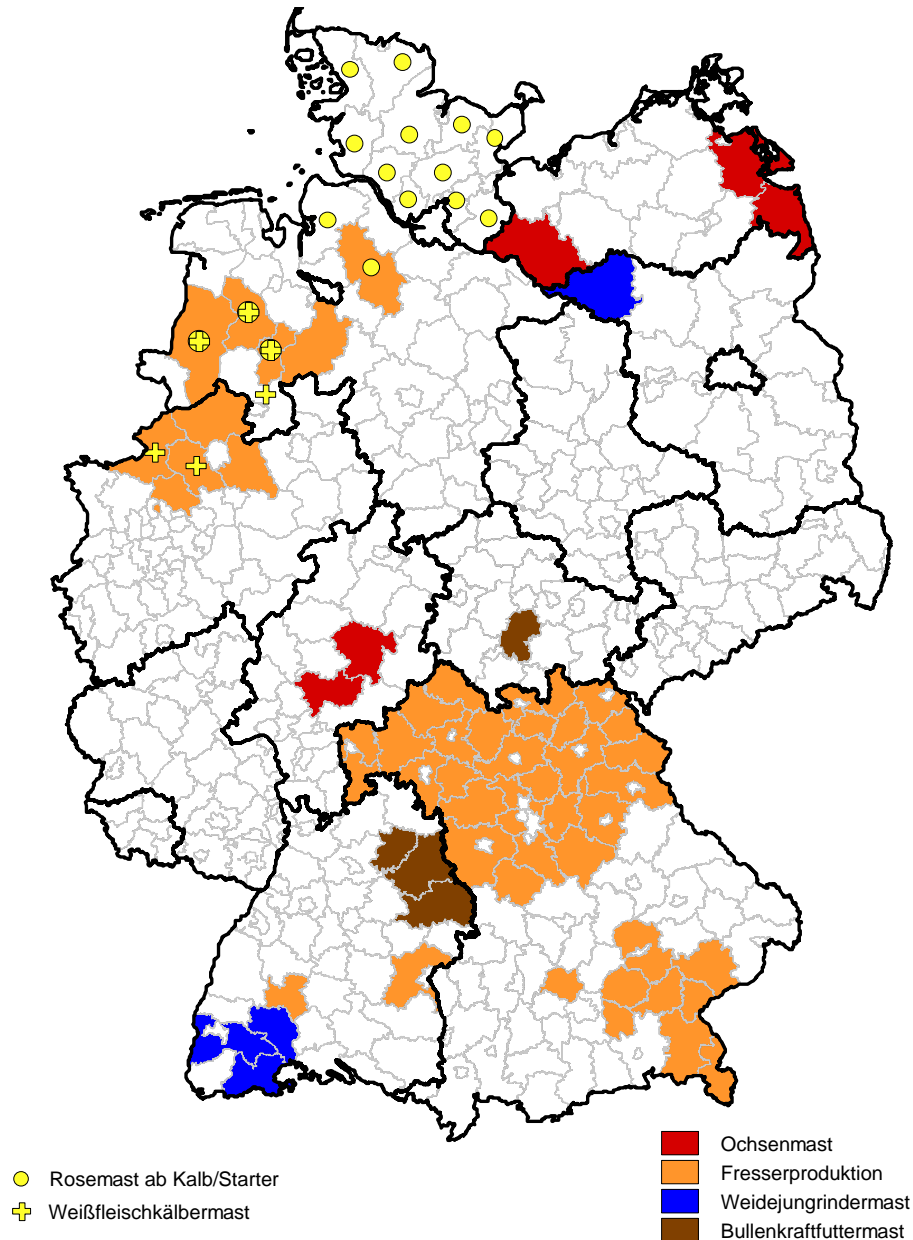 Rosemast ab Kalb/Starter
Weißfleischkälbermast
Ochsenmast
Fresserproduktion
Weidejungrindermast
Bullenkraftfuttermast